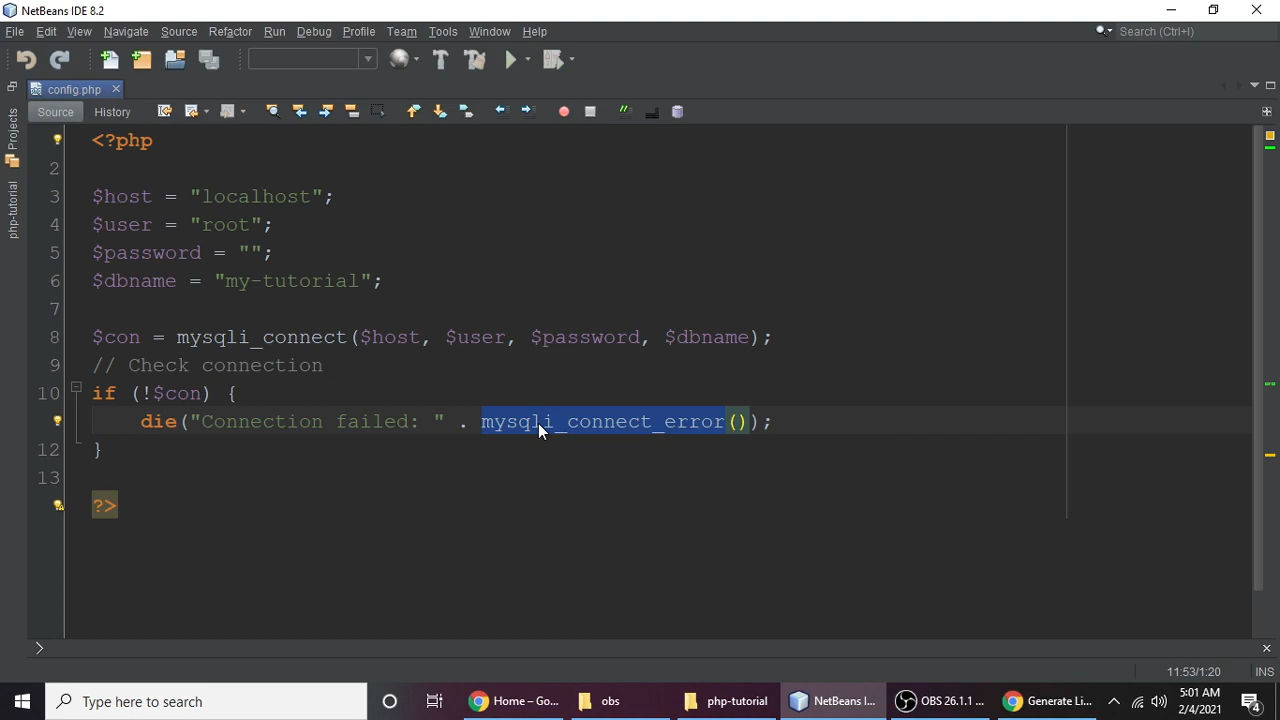 NetBeans IDE 8.2
File Edit View Navigate Source Refactor Run Debug Profile Team Tools Window Help
Search (Ctrl+I)
config.php
Source History
Projects
php-tutorial
<?php
2
3 $host = "localhost";
4 $user = "root";
5 $password = "";
6 $dbname = "my-tutorial";
7
8 $con = mysqli_connect($host, $user, $password, $dbname);
9 // Check connection
10 if (!$con) {
die("Connection failed: " . mysqli_connect_error());
12 }
13
?>
11:53/1:20 INS
Type here to search
Home – Go...
obs
php-tutorial
NetBeans I...
OBS 26.1.1 ...
Generate Li...
5:01 AM
2/4/2021
4